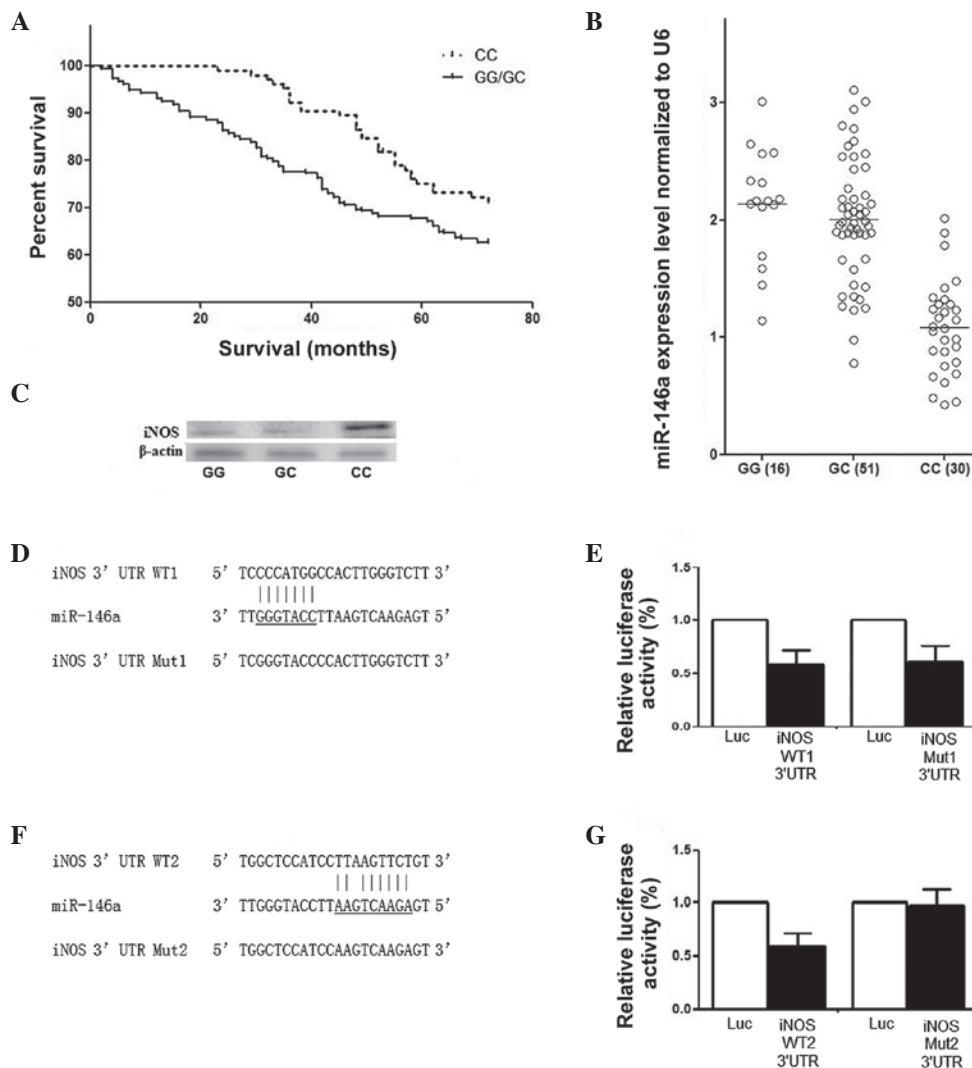 A
Percent survival
100
90
80
70
60
50
0
20
40
60
80
Survival (months)
CC
GG/GC
B
miR-146a expression level normalized to U6
3
2
1
0
GG (16)
GC (51)
CC (30)
C
iNOS
β-actin
GG
GC
CC
D
iNOS 3' UTR WT1 5' TCCCCATGGCCACTTGGGTCTT 3'
miR-146a 3' TTGGGTACCTTAAGTCAAGAGT 5'
iNOS 3' UTR Mut1 5' TCGGGTACCCCACTTGGGTCTT 3'
E
Relative luciferase
activity (%)
1.5
1.0
0.5
0.0
Luc
iNOS
WT1
3'UTR
Luc
iNOS
Mut1
3'UTR
F
iNOS 3' UTR WT2 5' TGGCTCCATCCTTAAGTTCTGT 3'
miR-146a 3' TTGGGTACCTTAAGTCAAGAGT 5'
iNOS 3' UTR Mut2 5' TGGCTCCATCCAAGTCAAGAGT 3'
G
Relative luciferase
activity (%)
1.5
1.0
0.5
0.0
Luc
iNOS
WT2
3'UTR
Luc
iNOS
Mut2
3'UTR